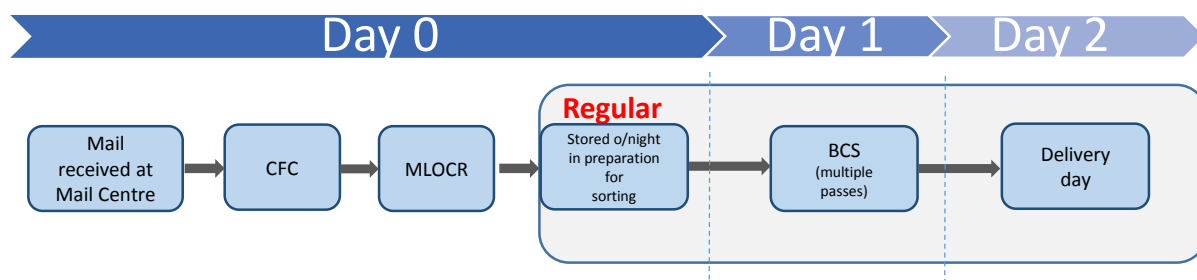 Day 0
Day 1
Day 2
Regular
Mail
received at
Mail Centre
CFC
MLOCR
Stored o/night
in preparation
for
sorting
BCS
(multiple
passes)
Delivery
day